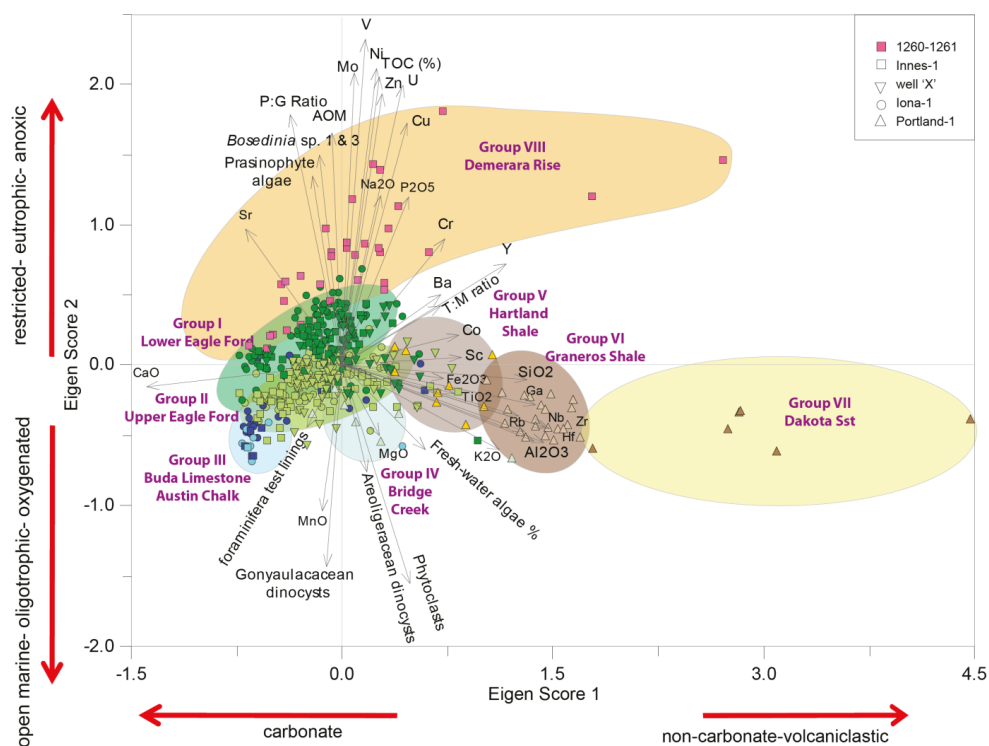 V
Ni
TOC (%)
Mo
Zn
U
P:G Ratio
AOM
Cu
Bosedinia sp. 1 & 3
Prasinophyte
algae
Na2O
P2O5
Sr
Cr
Y
Ba
T:M ratio
Co
Sc
Fe2O3
TiO2
SiO2
Ga
Nb
Zr
Rb
Hf
Al2O3
K2O
CaO
MgO
MnO
foraminifera test linings
Gonyaulacacean
dinocysts
Areoligeracean dinocysts
Phytoclasts
Fresh-water algae %
Group VIII
Demerara Rise
Group I
Lower Eagle Ford
Group II
Upper Eagle Ford
Group III
Buda Limestone
Austin Chalk
Group IV
Bridge
Creek
Group V
Hartland
Shale
Group VI
Graneros Shale
Group VII
Dakota Sst
1260-1261
Innes-1
well 'X'
Iona-1
Portland-1
2.0
1.0
0.0
-1.0
-2.0
-1.5
0.0
1.5
3.0
4.5
Eigen Score 2
Eigen Score 1
restricted- eutrophic- anoxic
open marine- oligotrophic- oxygenated
carbonate
non-carbonate-volcaniclastic